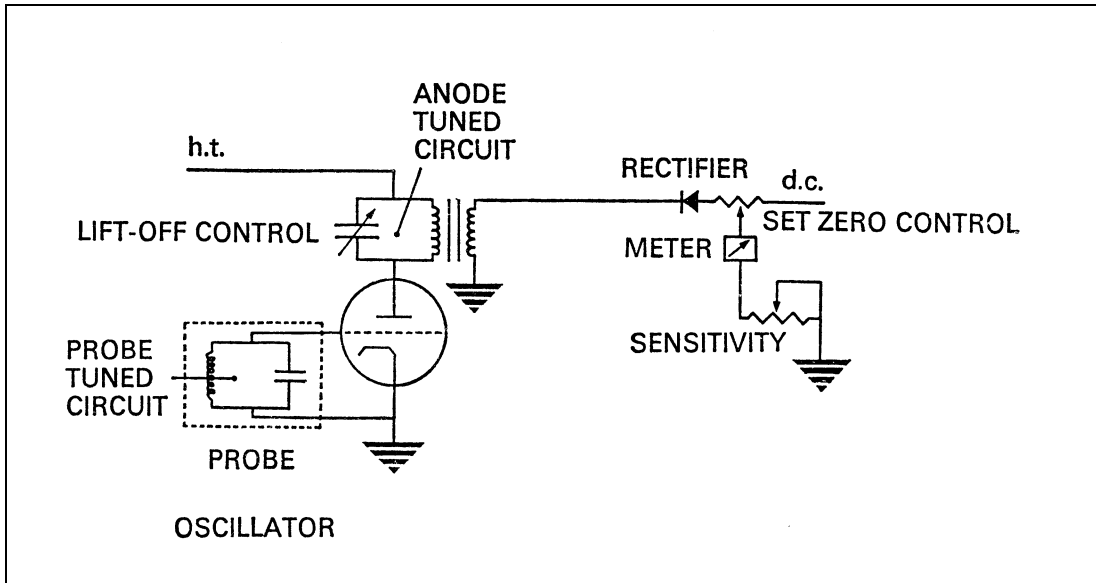 ANODE
TUNED
CIRCUIT
h.t.
RECTIFIER
d.c.
LIFT-OFF CONTROL
SET ZERO CONTROL
METER
SENSITIVITY
PROBE
TUNED
CIRCUIT
PROBE
OSCILLATOR